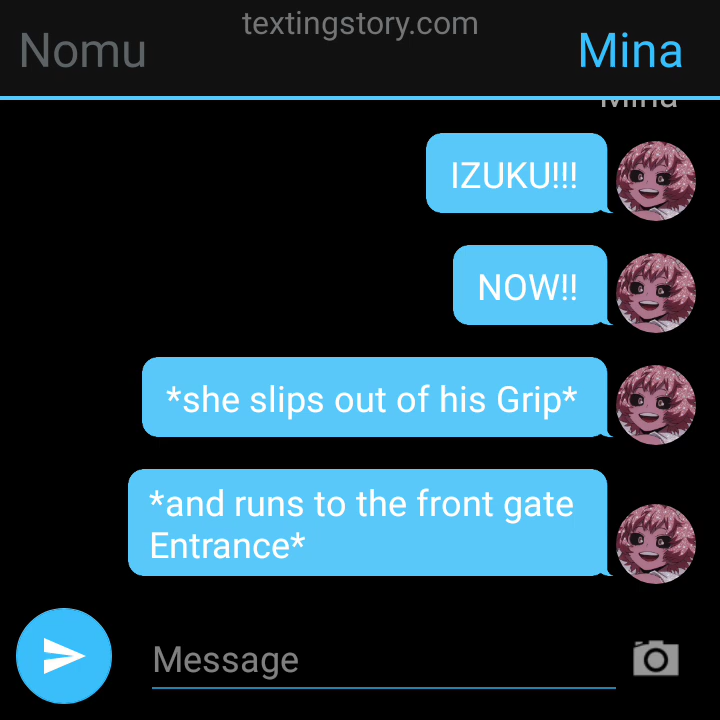 textingstory.com
Nomu
Mina
Mina
IZUKU!!!
NOW!!
*she slips out of his Grip*
*and runs to the front gate
Entrance*
Message